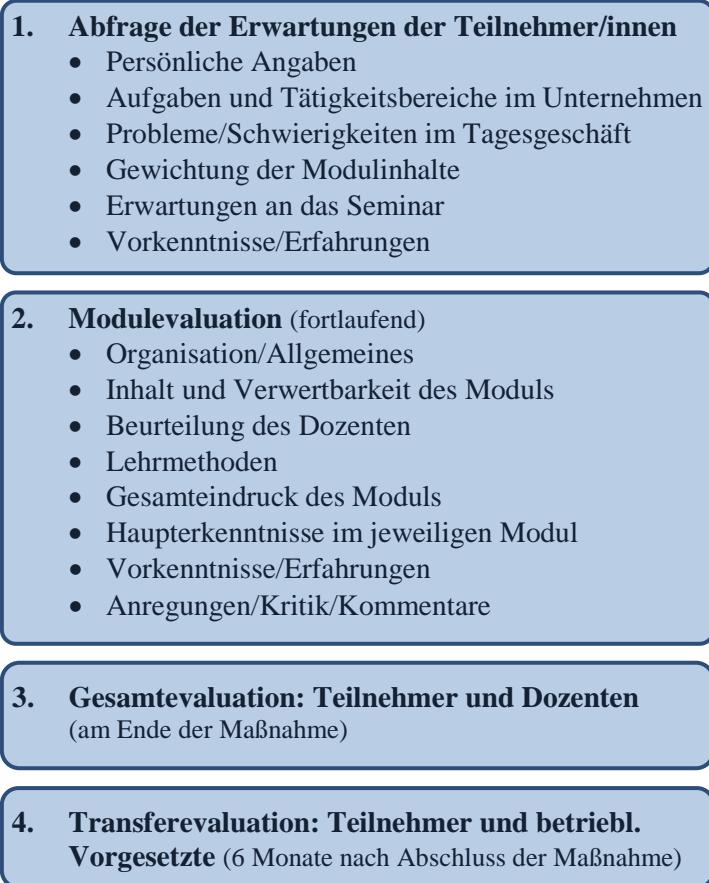 1. Abfrage der Erwartungen der Teilnehmer/innen
• Persönliche Angaben
• Aufgaben und Tätigkeitsbereiche im Unternehmen
• Probleme/Schwierigkeiten im Tagesgeschäft
• Gewichtung der Modulinhalte
• Erwartungen an das Seminar
• Vorkenntnisse/Erfahrungen
2. Modulevaluation (fortlaufend)
• Organisation/Allgemeines
• Inhalt und Verwertbarkeit des Moduls
• Beurteilung des Dozenten
• Lehrmethoden
• Gesamteindruck des Moduls
• Haupterkenntnisse im jeweiligen Modul
• Vorkenntnisse/Erfahrungen
• Anregungen/Kritik/Kommentare
3. Gesamtevaluation: Teilnehmer und Dozenten
(am Ende der Maßnahme)
4. Transferevaluation: Teilnehmer und betriebl.
Vorgesetzte (6 Monate nach Abschluss der Maßnahme)